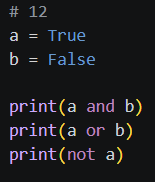 # 12
a = True
b = False

print(a and b)
print(a or b)
print(not a)